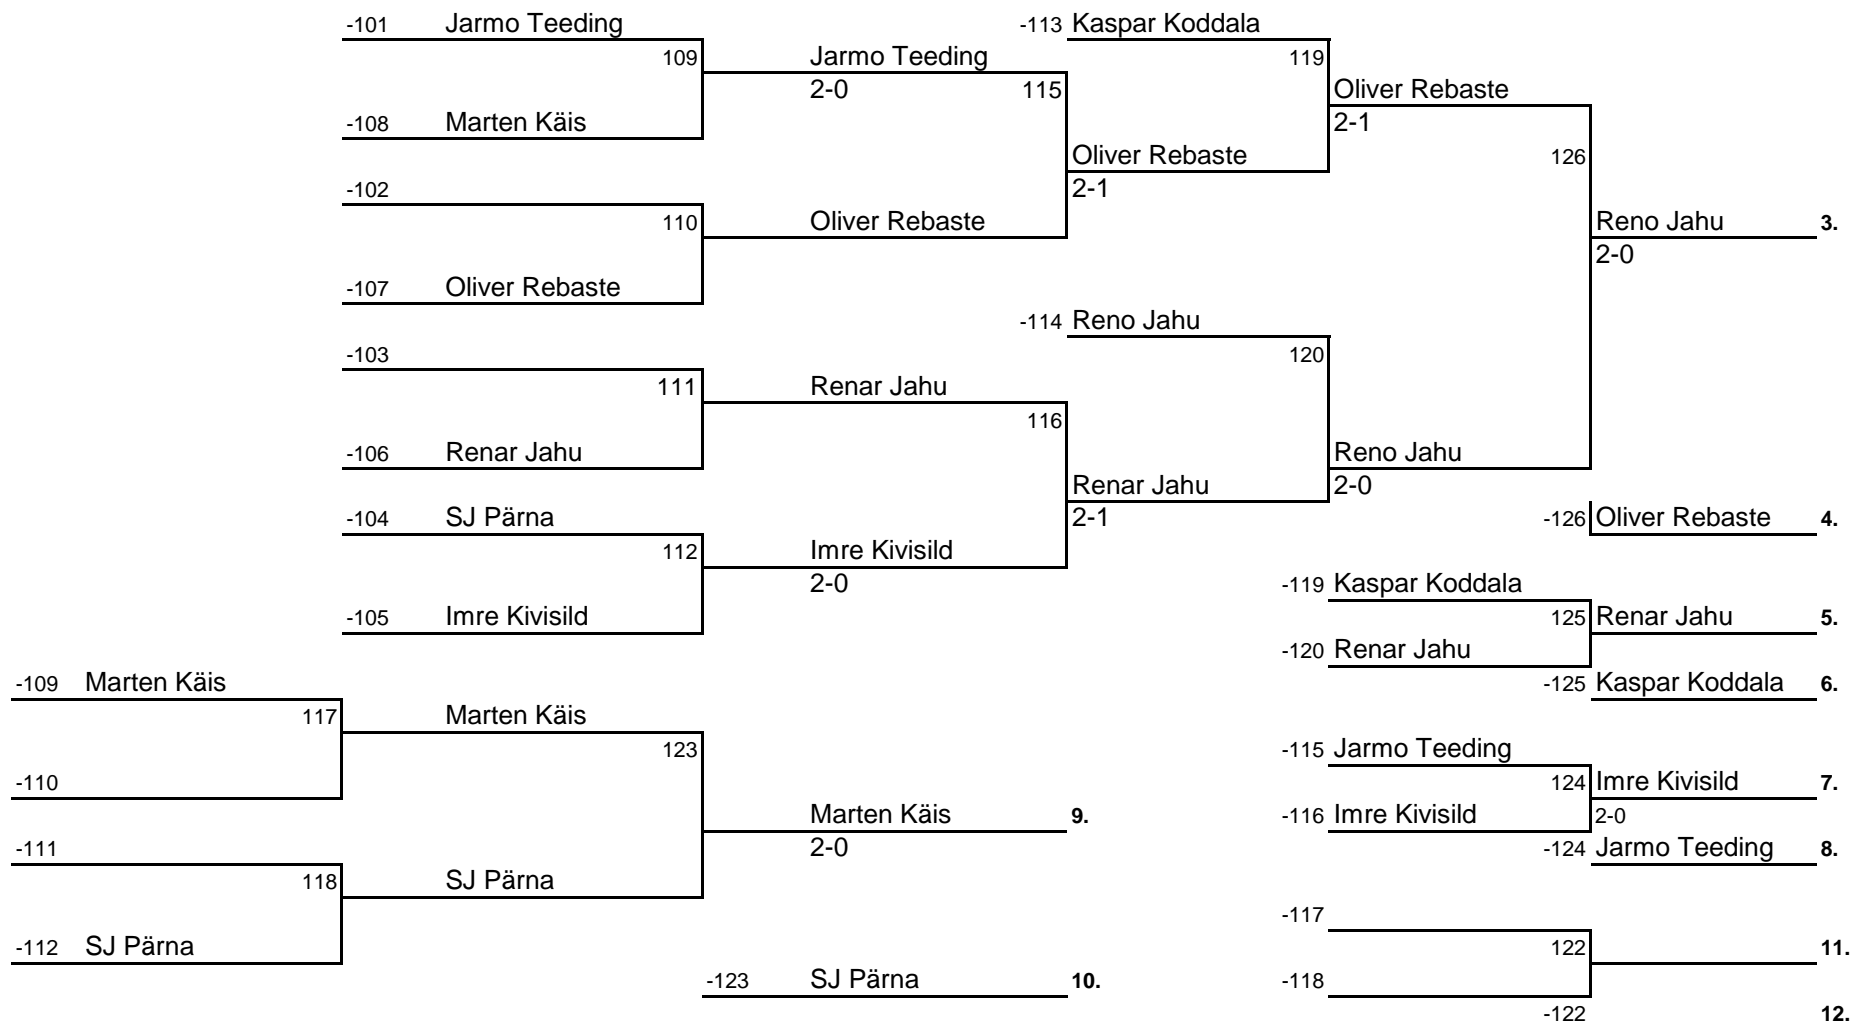 -101 Jarmo Teeding -113 Kaspar Koddala
109 Jarmo Teeding 119
2-0 115 Oliver Rebaste
-108 Marten Käis 2-1
Oliver Rebaste 126
-102 2-1
110 Oliver Rebaste Reno Jahu 3.
2-0
-107 Oliver Rebaste
-114 Reno Jahu
-103 120
111 Renar Jahu
116
-106 Renar Jahu Reno Jahu
Renar Jahu 2-0
-104 SJ Pärna 2-1 -126 Oliver Rebaste 4.
112 Imre Kivisild
2-0 -119 Kaspar Koddala
-105 Imre Kivisild 125 Renar Jahu 5.
-120 Renar Jahu
-109 Marten Käis -125 Kaspar Koddala 6.
117 Marten Käis
123 -115 Jarmo Teeding
-110 124 Imre Kivisild 7.
Marten Käis 9. -116 Imre Kivisild 2-0
-111 2-0 -124 Jarmo Teeding 8.
118 SJ Pärna
-117
-112 SJ Pärna 122 11.
-123 SJ Pärna 10. -118
-122 12.